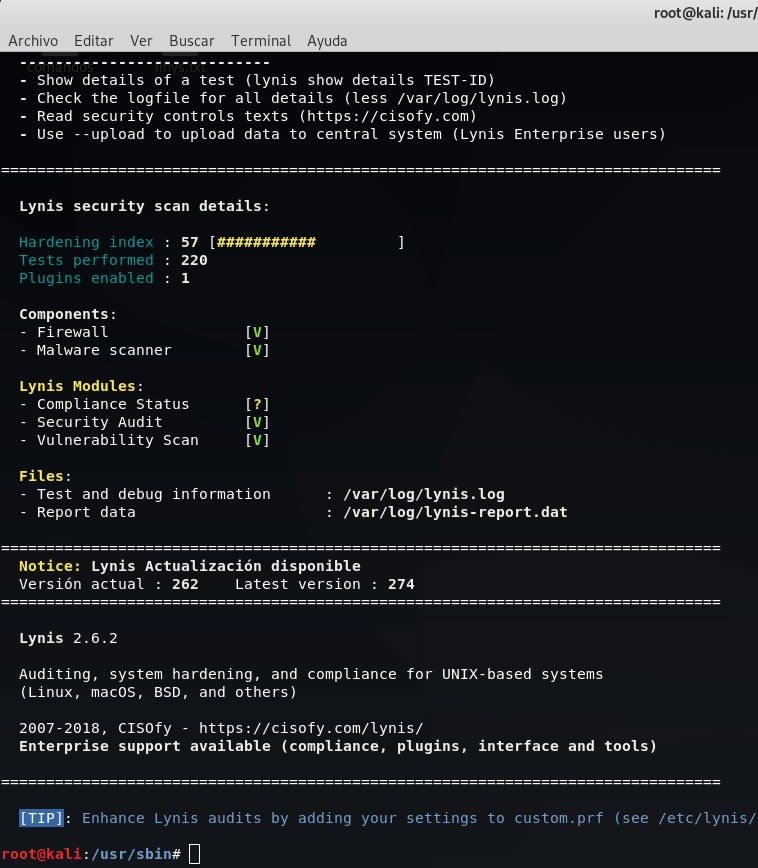 root@kali: /usr/
Archivo Editar Ver Buscar Terminal Ayuda
comandos
----------------------------
- Show details of a test (lynis show details TEST-ID)
- Check the logfile for all details (less /var/log/lynis.log)
- Read security controls texts (https://cisofy.com)
- Use --upload to upload data to central system (Lynis Enterprise users)
================================================================================
Lynis security scan details:
Hardening index : 57 [###########         ]
Tests performed : 220
Plugins enabled : 1
Components:
- Firewall               [V]
- Malware scanner        [V]
Lynis Modules:
- Compliance Status      [?]
- Security Audit         [V]
- Vulnerability Scan     [V]
Files:
- Test and debug information      : /var/log/lynis.log
- Report data                     : /var/log/lynis-report.dat
================================================================================
Notice: Lynis Actualización disponible
Versión actual : 262    Latest version : 274
================================================================================
Lynis 2.6.2
Auditing, system hardening, and compliance for UNIX-based systems
(Linux, macOS, BSD, and others)
2007-2018, CISOfy - https://cisofy.com/lynis/
Enterprise support available (compliance, plugins, interface and tools)
================================================================================
[TIP]: Enhance Lynis audits by adding your settings to custom.prf (see /etc/lynis/
root@kali:/usr/sbin#